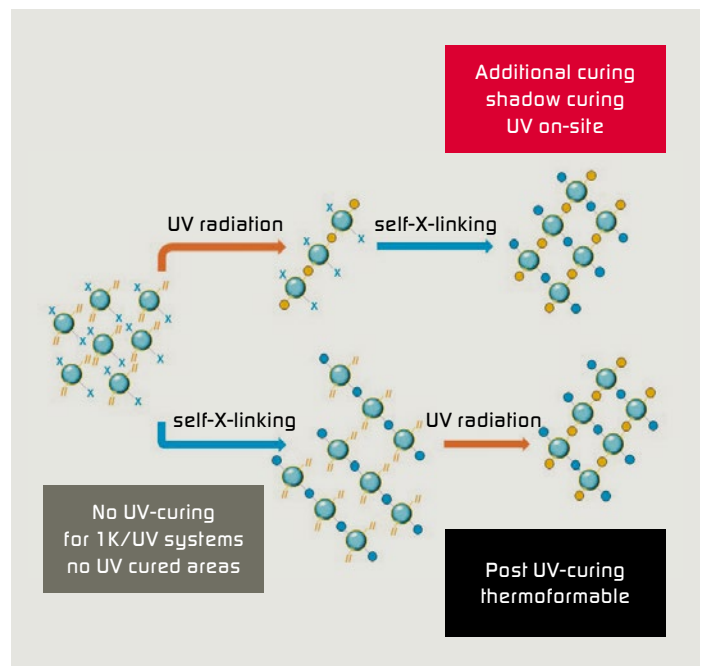 Additional curing
shadow curing
UV on-site
UV radiation
self-X-linking
self-X-linking
UV radiation
No UV-curing
for 1K/UV systems
no UV cured areas
Post UV-curing
thermoformable